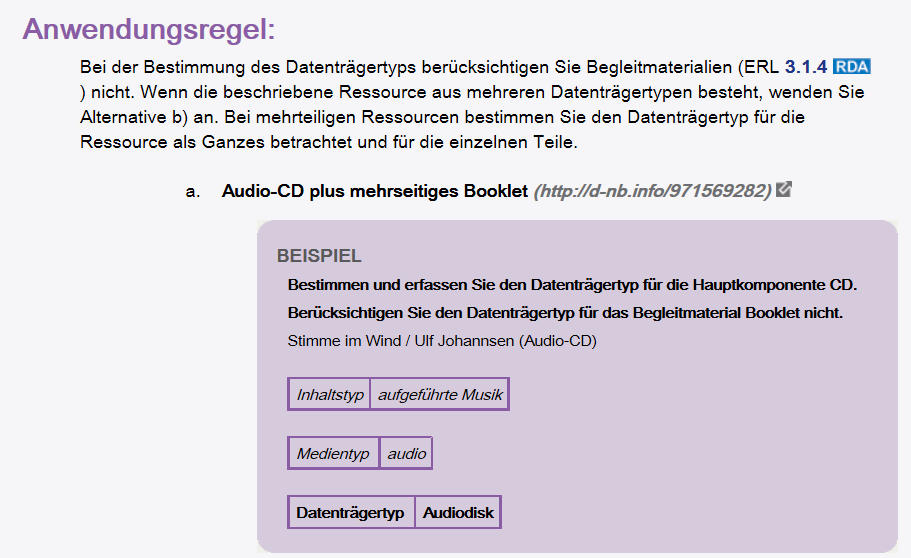 Anwendungsregel:
Bei der Bestimmung des Datenträgertyps berücksichtigen Sie Begleitmaterialien (ERL 3.1.4 RDA
) nicht. Wenn die beschriebene Ressource aus mehreren Datenträgertypen besteht, wenden Sie
Alternative b) an. Bei mehrteiligen Ressourcen bestimmen Sie den Datenträgertyp für die
Ressource als Ganzes betrachtet und für die einzelnen Teile.
a. Audio-CD plus mehrseitiges Booklet (http://d-nb.info/971569282)
BEISPIEL
Bestimmen und erfassen Sie den Datenträgertyp für die Hauptkomponente CD.
Berücksichtigen Sie den Datenträgertyp für das Begleitmaterial Booklet nicht.
Stimme im Wind / Ulf Johannsen (Audio-CD)
Inhaltstyp aufgeführte Musik
Medientyp audio
Datenträgertyp Audiodisk